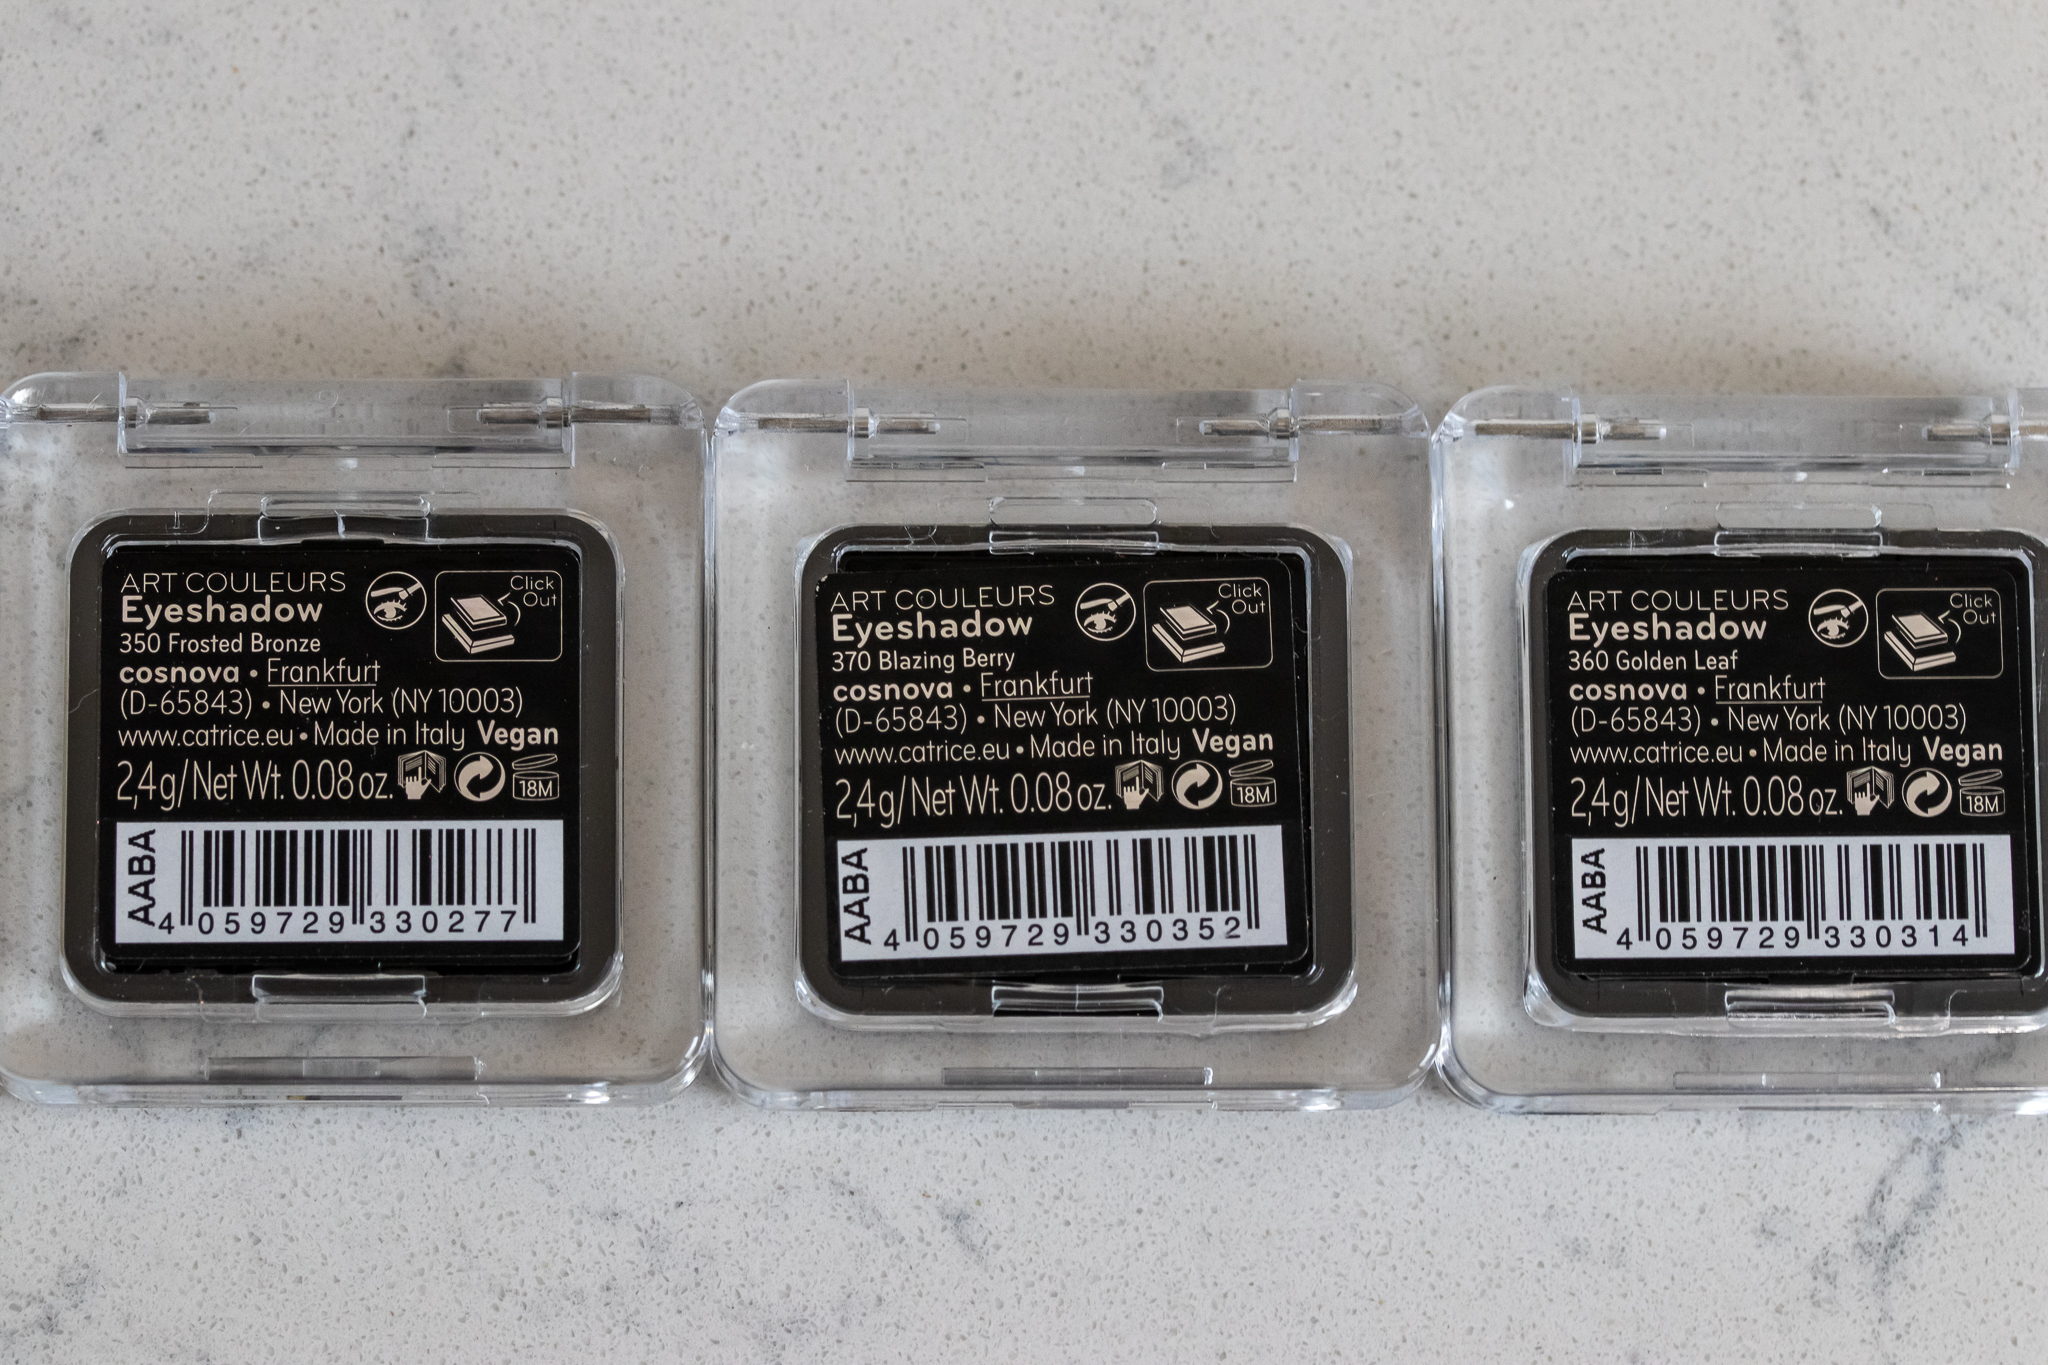 ART COULEURS
Eyeshadow
350 Frosted Bronze
cosnova • Frankfurt
(D-65843) • New York (NY 10003)
www.catrice.eu • Made in Italy Vegan
2,4g/Net Wt. 0.08 oz.
18M
Click
Out
AABA
4 059729 330277
ART COULEURS
Eyeshadow
370 Blazing Berry
cosnova • Frankfurt
(D-65843) • New York (NY 10003)
www.catrice.eu • Made in Italy Vegan
2,4g/Net Wt. 0.08 oz.
18M
Click
Out
AABA
4 059729 330352
ART COULEURS
Eyeshadow
360 Golden Leaf
cosnova • Frankfurt
(D-65843) • New York (NY 10003)
www.catrice.eu • Made in Italy Vegan
2,4g/Net Wt. 0.08 oz.
18M
Click
Out
AABA
4 059729 330314